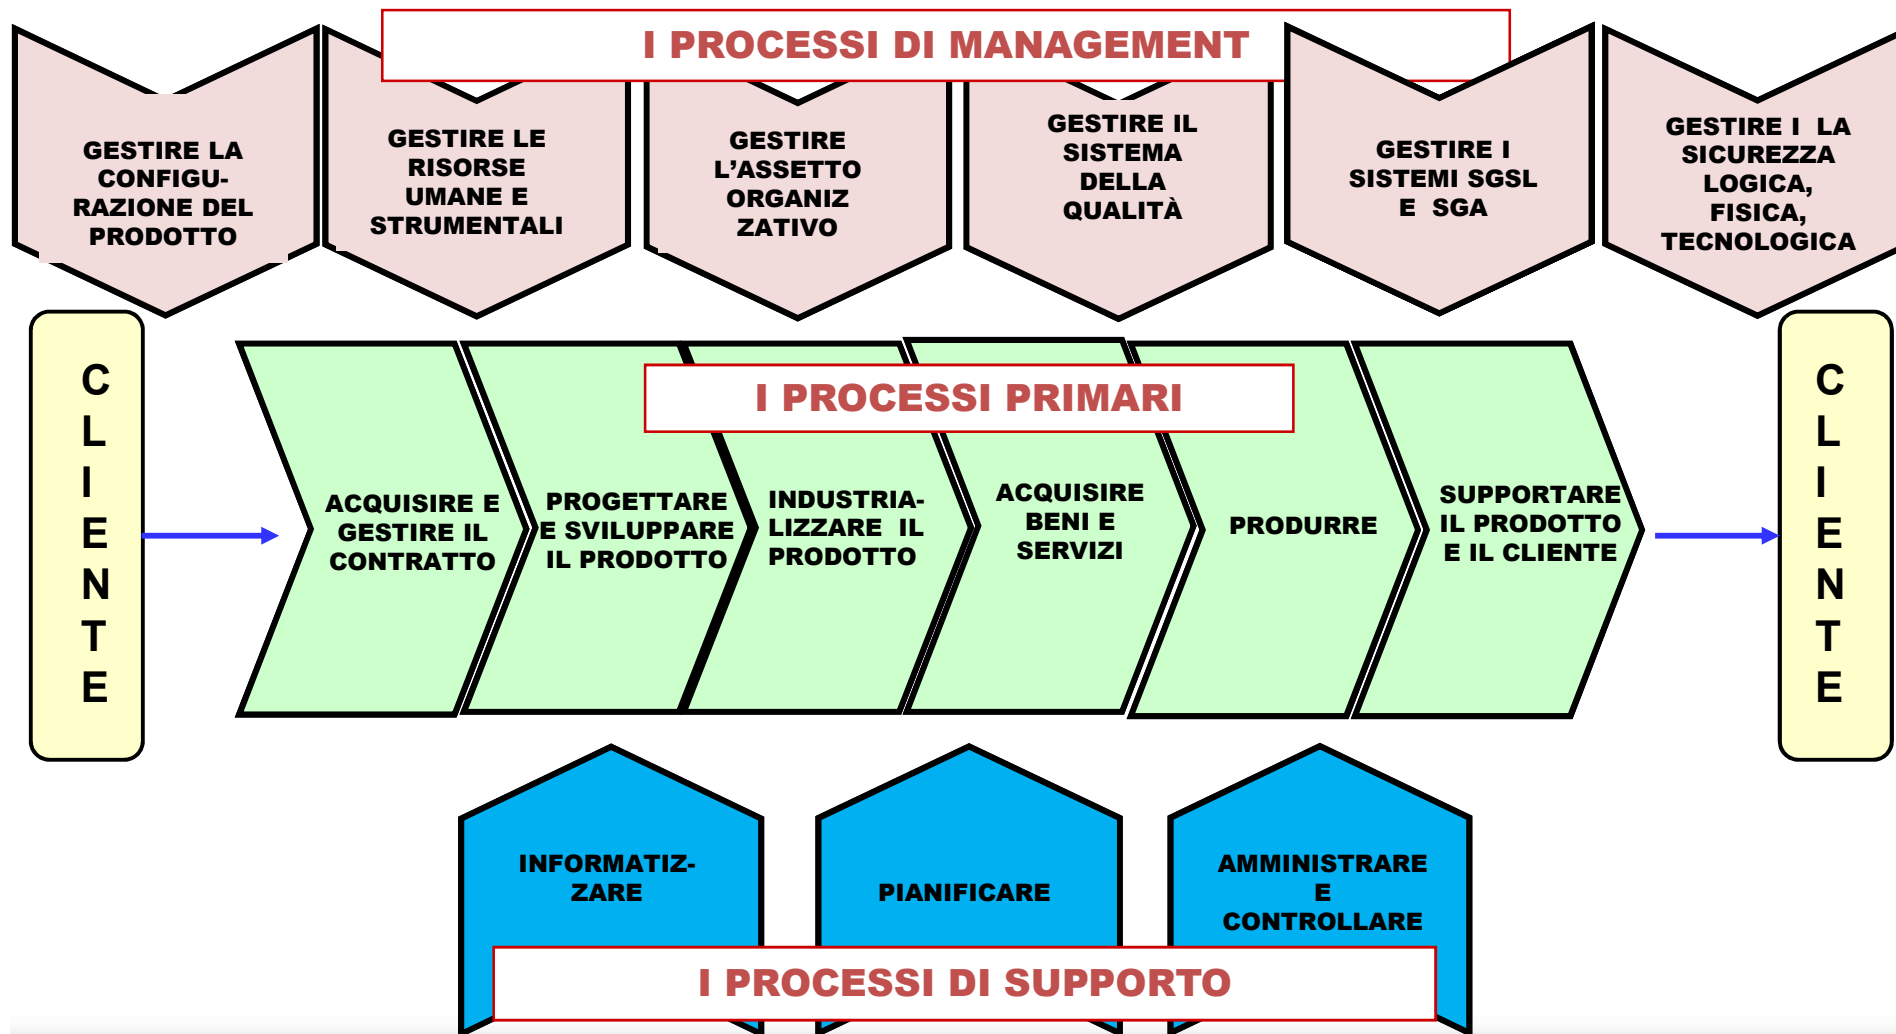 I PROCESSI DI MANAGEMENT
GESTIRE LA
CONFIGU-
RAZIONE DEL
PRODOTTO
GESTIRE LE
RISORSE
UMANE E
STRUMENTALI
GESTIRE
L’ASSETTO
ORGANIZ
ZATIVO
GESTIRE IL
SISTEMA
DELLA
QUALITÀ
GESTIRE I
SISTEMI SGSL
E SGA
GESTIRE I LA
SICUREZZA
LOGICA,
FISICA,
TECNOLOGICA
C
L
I
E
N
T
E
I PROCESSI PRIMARI
ACQUISIRE E
GESTIRE IL
CONTRATTO
PROGETTARE
E SVILUPPARE
IL PRODOTTO
INDUSTRIA-
LIZZARE IL
PRODOTTO
ACQUISIRE
BENI E
SERVIZI
PRODURRE
SUPPORTARE
IL PRODOTTO
E IL CLIENTE
C
L
I
E
N
T
E
INFORMATIZ-
ZARE
PIANIFICARE
AMMINISTRARE
E
CONTROLLARE
I PROCESSI DI SUPPORTO